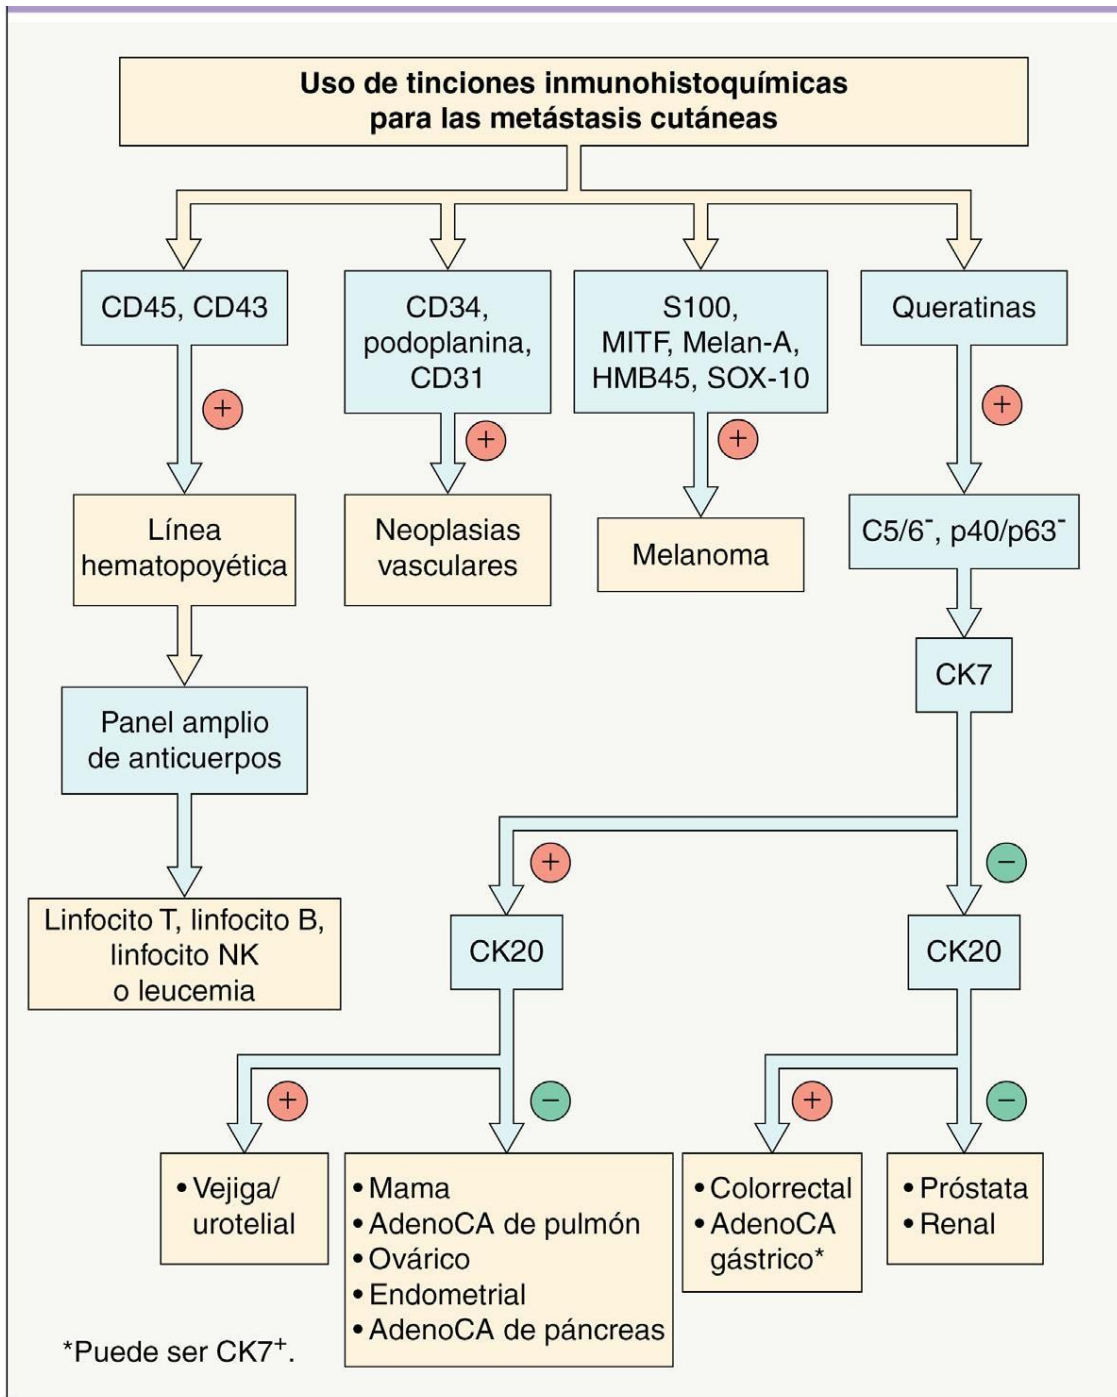 Uso de tinciones inmunohistoquímicas
para las metástasis cutáneas
CD45, CD43
CD34,
podoplanina,
CD31
S100,
MITF, Melan-A,
HMB45, SOX-10
Queratinas
+
+
+
+
Línea
hematopoyética
Neoplasias
vasculares
Melanoma
C5/6⁻, p40/p63⁻
CK7
Panel amplio
de anticuerpos
+
−
Linfocito T, linfocito B,
linfocito NK
o leucemia
CK20
CK20
+
−
+
−
• Vejiga/
urotelial
• Mama
• AdenoCA de pulmón
• Ovárico
• Endometrial
• AdenoCA de páncreas
• Colorrectal
• AdenoCA
gástrico*
• Próstata
• Renal
*Puede ser CK7⁺.